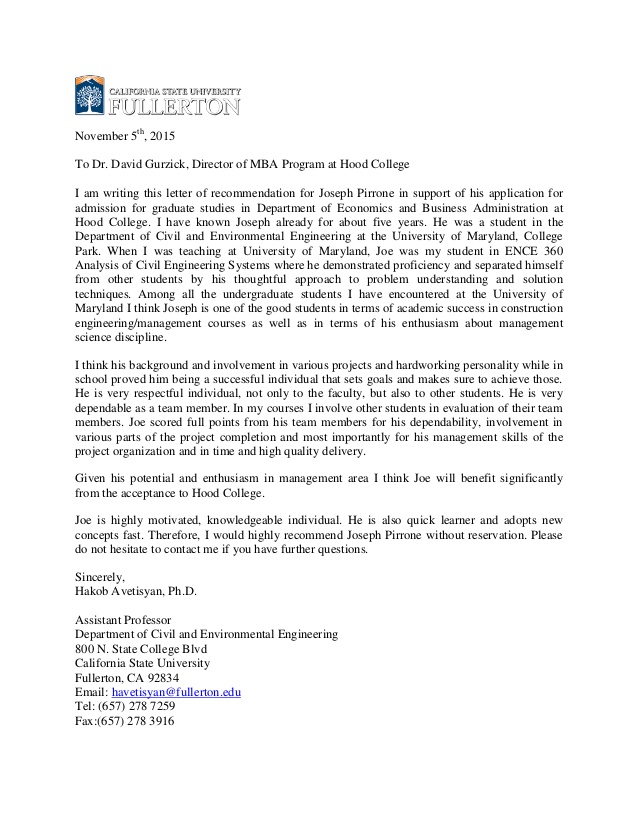 CALIFORNIA STATE UNIVERSITY
FULLERTON
November 5th, 2015
To Dr. David Gurzick, Director of MBA Program at Hood College
I am writing this letter of recommendation for Joseph Pirrone in support of his application for
admission for graduate studies in Department of Economics and Business Administration at
Hood College. I have known Joseph already for about five years. He was a student in the
Department of Civil and Environmental Engineering at the University of Maryland, College
Park. When I was teaching at University of Maryland, Joe was my student in ENCE 360
Analysis of Civil Engineering Systems where he demonstrated proficiency and separated himself
from other students by his thoughtful approach to problem understanding and solution
techniques. Among all the undergraduate students I have encountered at the University of
Maryland I think Joseph is one of the good students in terms of academic success in construction
engineering/management courses as well as in terms of his enthusiasm about management
science discipline.
I think his background and involvement in various projects and hardworking personality while in
school proved him being a successful individual that sets goals and makes sure to achieve those.
He is very respectful individual, not only to the faculty, but also to other students. He is very
dependable as a team member. In my courses I involve other students in evaluation of their team
members. Joe scored full points from his team members for his dependability, involvement in
various parts of the project completion and most importantly for his management skills of the
project organization and in time and high quality delivery.
Given his potential and enthusiasm in management area I think Joe will benefit significantly
from the acceptance to Hood College.
Joe is highly motivated, knowledgeable individual. He is also quick learner and adopts new
concepts fast. Therefore, I would highly recommend Joseph Pirrone without reservation. Please
do not hesitate to contact me if you have further questions.
Sincerely,
Hakob Avetisyan, Ph.D.
Assistant Professor
Department of Civil and Environmental Engineering
800 N. State College Blvd
California State University
Fullerton, CA 92834
Email: havetisyan@fullerton.edu
Tel: (657) 278 7259
Fax:(657) 278 3916